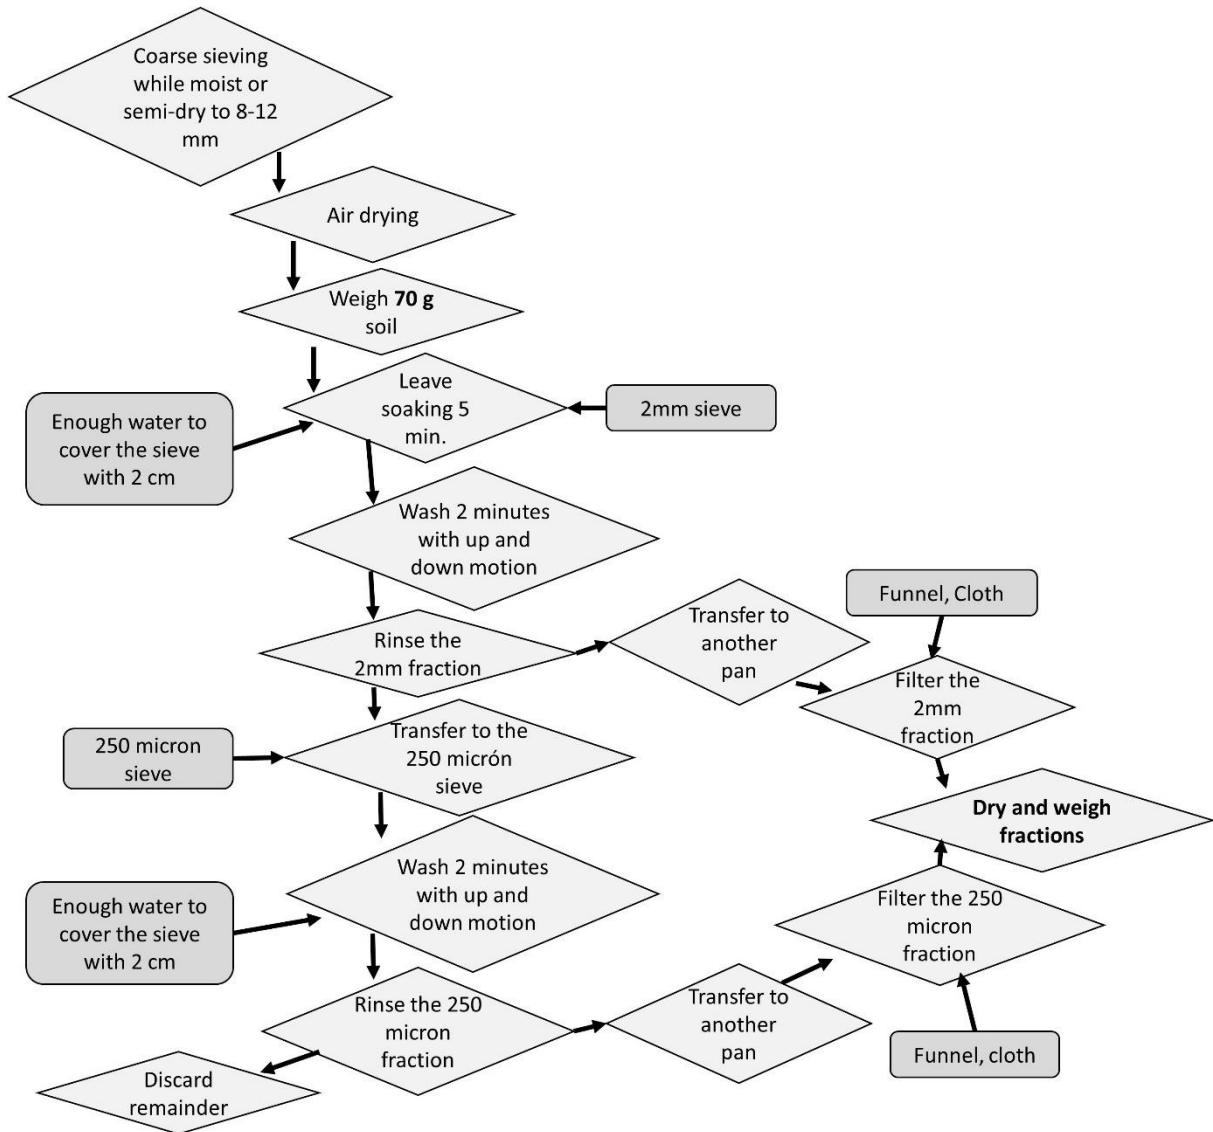 Coarse sieving
while moist or
semi-dry to 8-12
mm
Air drying
Weigh 70 g
soil
Leave
soaking 5
min.
2mm sieve
Enough water to
cover the sieve
with 2 cm
Wash 2 minutes
with up and
down motion
Rinse the
2mm fraction
Transfer to
another
pan
Funnel, Cloth
Filter the
2mm
fraction
Transfer to the
250 micrón
sieve
250 micron
sieve
Dry and weigh
fractions
Wash 2 minutes
with up and
down motion
Enough water to
cover the sieve
with 2 cm
Filter the 250
micron
fraction
Rinse the 250
micron
fraction
Transfer to
another
pan
Funnel, cloth
Discard
remainder